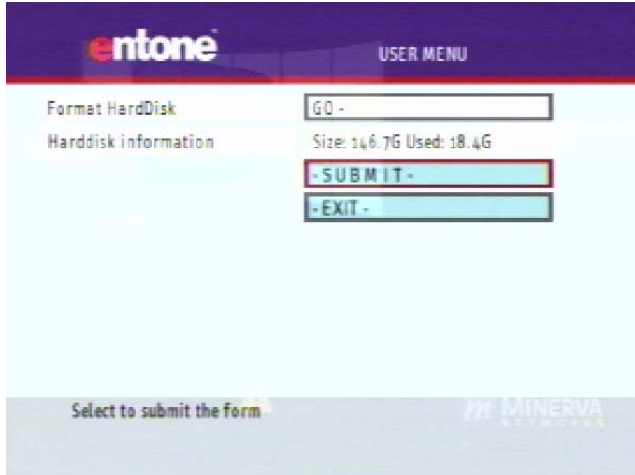 entone
USER MENU
Format HardDisk
GO -
Harddisk information
Size: 146.7G Used: 18.4G
- S U B M I T -
- EXIT -
Select to submit the form
m MINERVA
NETWORKS